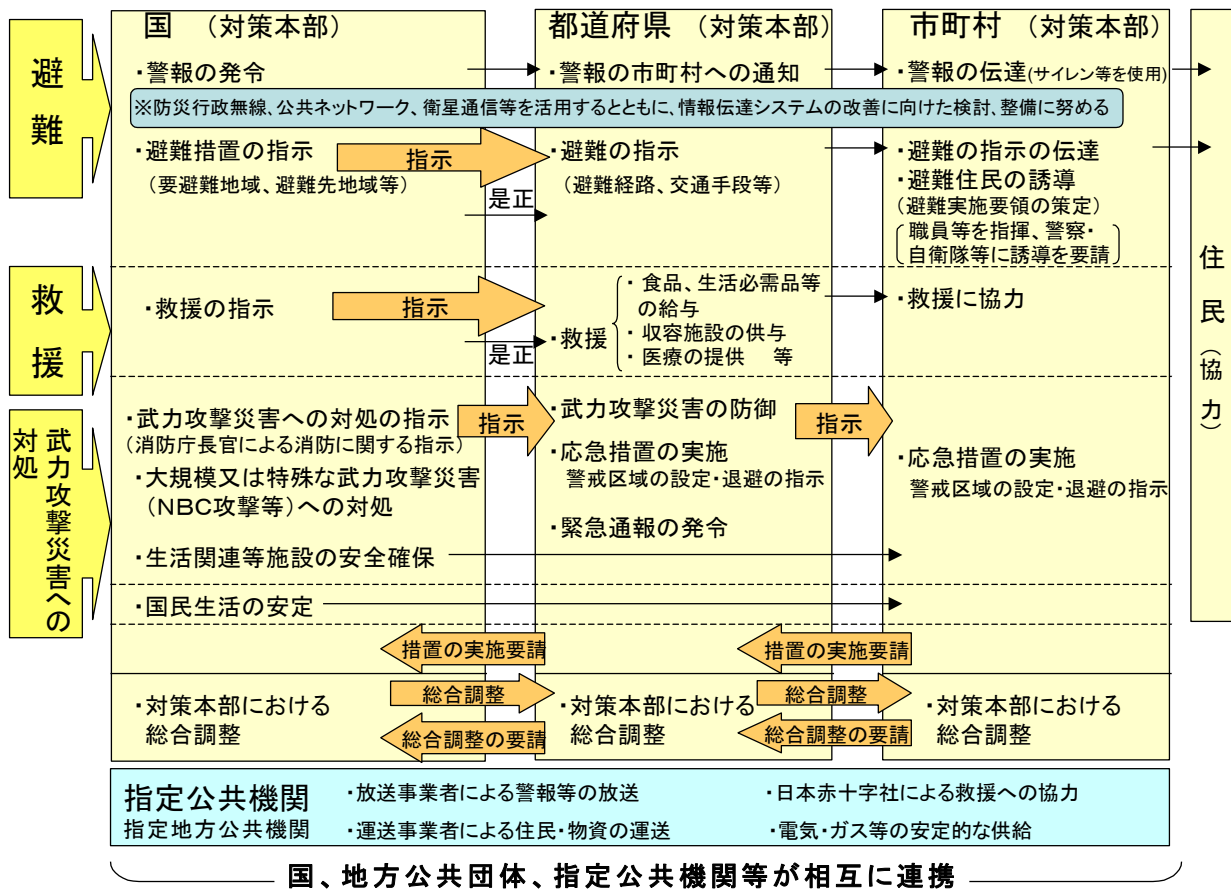 避難
国 (対策本部)
都道府県 (対策本部)
市町村 (対策本部)
・警報の発令
・警報の市町村への通知
・警報の伝達(サイレン等を使用)
※防災行政無線、公共ネットワーク、衛星通信等を活用するとともに、情報伝達システムの改善に向けた検討、整備に努める
・避難措置の指示
(要避難地域、避難先地域等)
指示
是正
・避難の指示
(避難経路、交通手段等)
・避難の指示の伝達
・避難住民の誘導
(避難実施要領の策定)
職員等を指揮、警察・
自衛隊等に誘導を要請
住民(協力)
救援
・救援の指示
指示
是正
・救援
・食品、生活必需品等
の給与
・収容施設の供与
・医療の提供 等
・救援に協力
武力攻撃災害への
対処
・武力攻撃災害への対処の指示
(消防庁長官による消防に関する指示)
指示
・武力攻撃災害の防御
指示
・応急措置の実施
警戒区域の設定・退避の指示
・応急措置の実施
警戒区域の設定・退避の指示
・大規模又は特殊な武力攻撃災害
(NBC攻撃等)への対処
・緊急通報の発令
・生活関連等施設の安全確保
・国民生活の安定
措置の実施要請
措置の実施要請
・対策本部における
総合調整
総合調整
総合調整の要請
・対策本部における
総合調整
総合調整
総合調整の要請
・対策本部における
総合調整
指定公共機関
指定地方公共機関
・放送事業者による警報等の放送
・日本赤十字社による救援への協力
・運送事業者による住民・物資の運送
・電気・ガス等の安定的な供給
国、地方公共団体、指定公共機関等が相互に連携